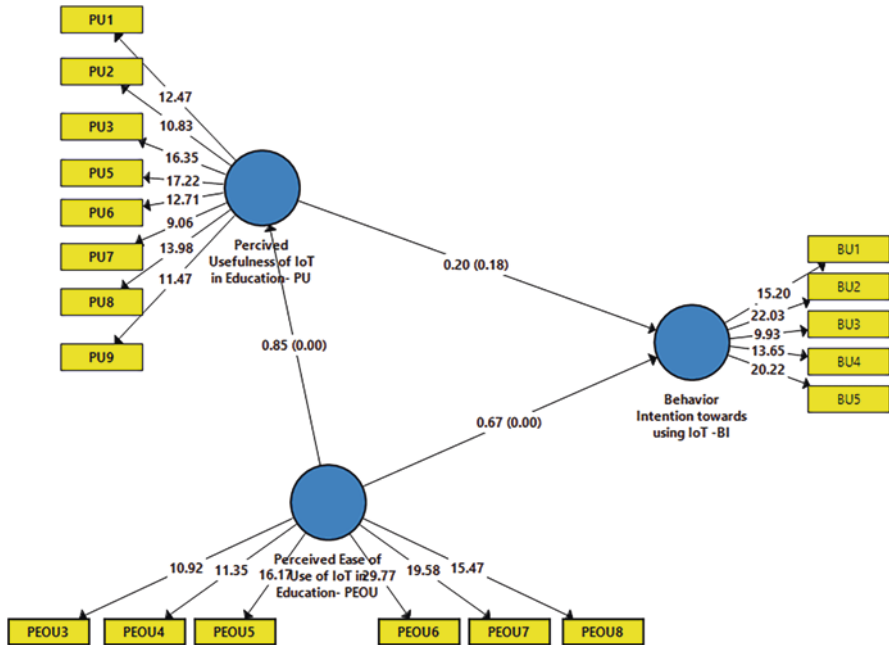 PU1
PU2
PU3
PU5
PU6
PU7
PU8
PU9
12.47
10.83
16.35
17.22
12.71
9.06
13.98
11.47
Percived
Usefulness of IoT
in Education- PU
0.20 (0.18)
0.85 (0.00)
0.67 (0.00)
BU1
BU2
BU3
BU4
BU5
15.20
22.03
9.93
13.65
20.22
Behavior
Intention towards
using IoT -BI
Perceived Ease of
Use of IoT in
Education- PEOU
10.92
11.35
16.17
29.77
19.58
15.47
PEOU3
PEOU4
PEOU5
PEOU6
PEOU7
PEOU8